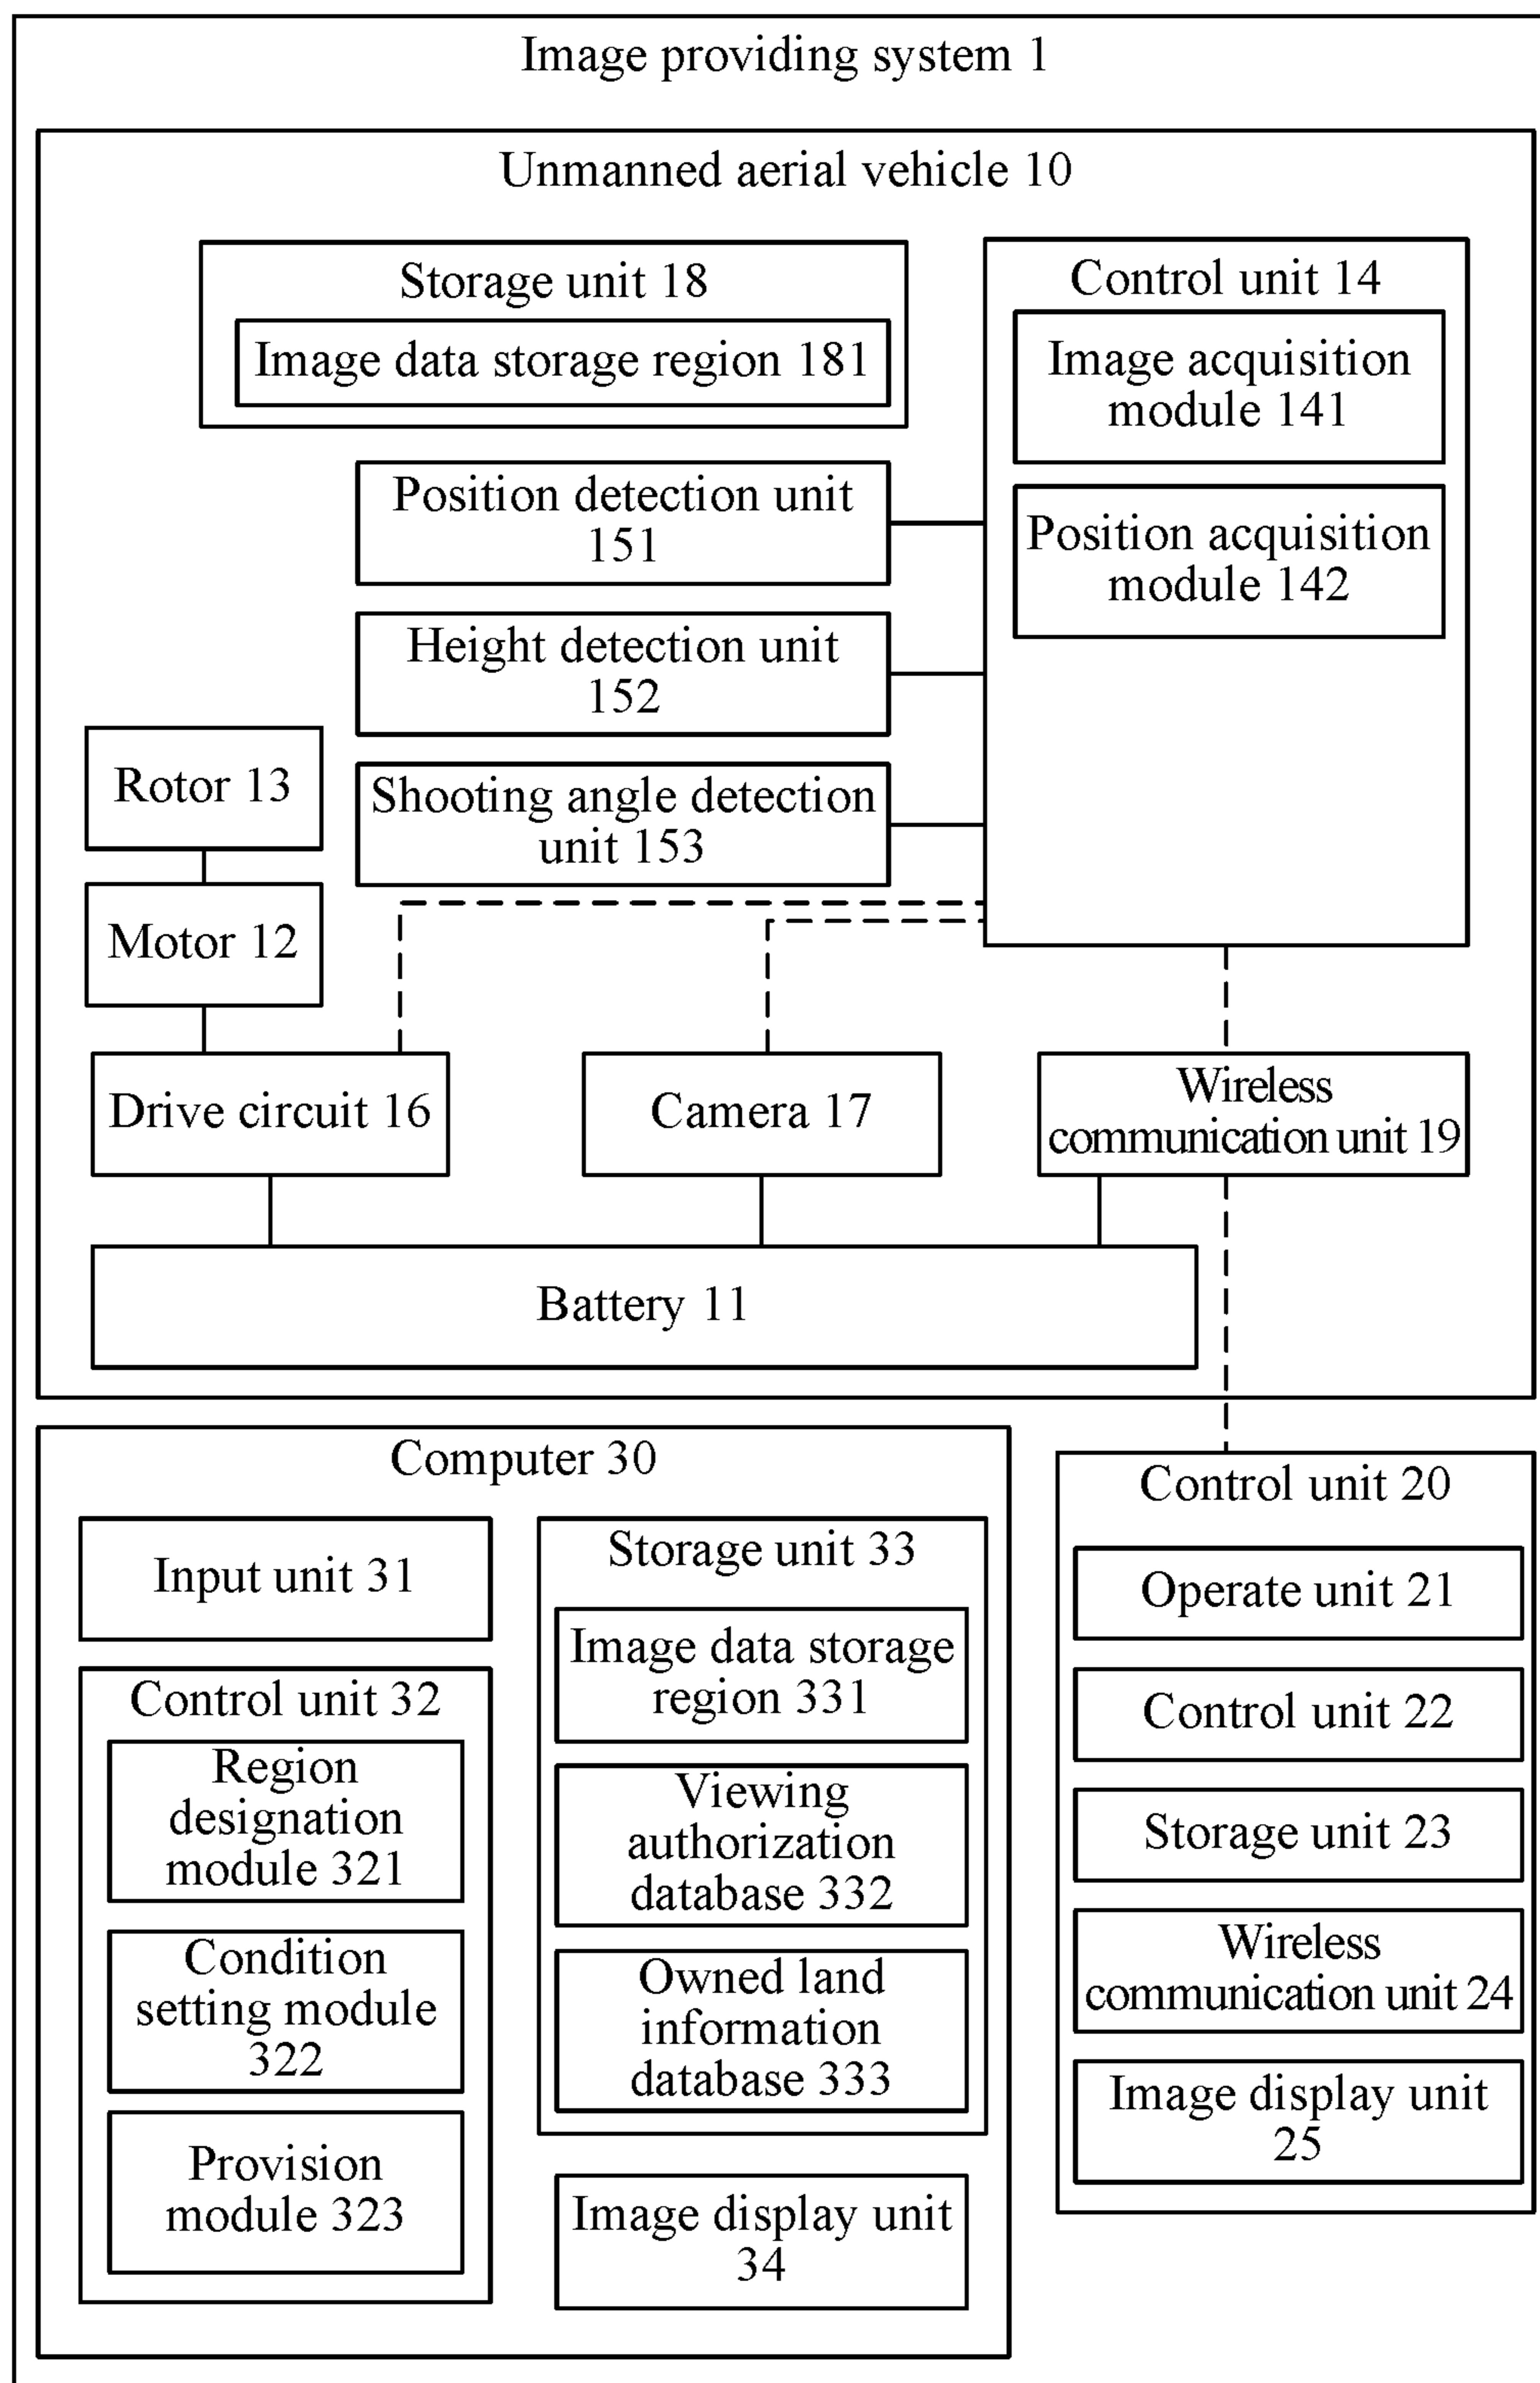 Image providing system 1
Unmanned aerial vehicle 10
Storage unit 18
Image data storage region 181
Control unit 14
Image acquisition
module 141
Position acquisition
module 142
Position detection unit
151
Height detection unit
152
Shooting angle detection
unit 153
Rotor 13
Motor 12
Drive circuit 16
Camera 17
Wireless
communication unit 19
Battery 11
Computer 30
Input unit 31
Control unit 32
Region
designation
module 321
Condition
setting module
322
Provision
module 323
Storage unit 33
Image data storage
region 331
Viewing
authorization
database 332
Owned land
information
database 333
Image display unit
34
Control unit 20
Operate unit 21
Control unit 22
Storage unit 23
Wireless
communication unit 24
Image display unit
25